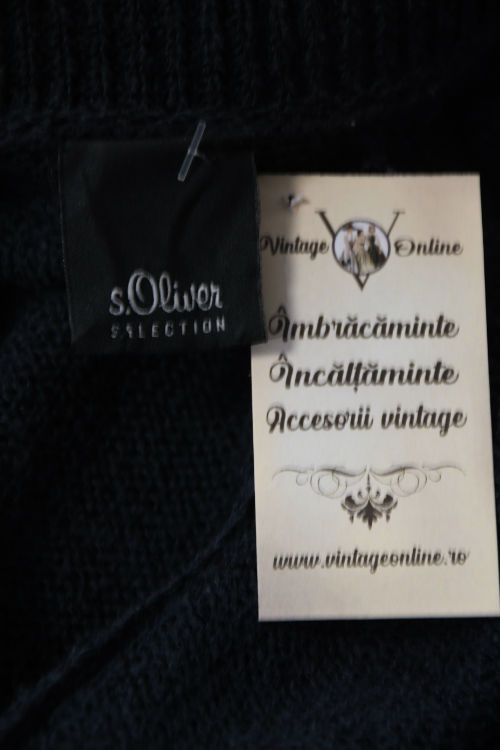 s.Oliver
SELECTION
Vintage Online
Îmbrăcăminte
Încălțăminte
Accesorii vintage
www.vintageonline.ro